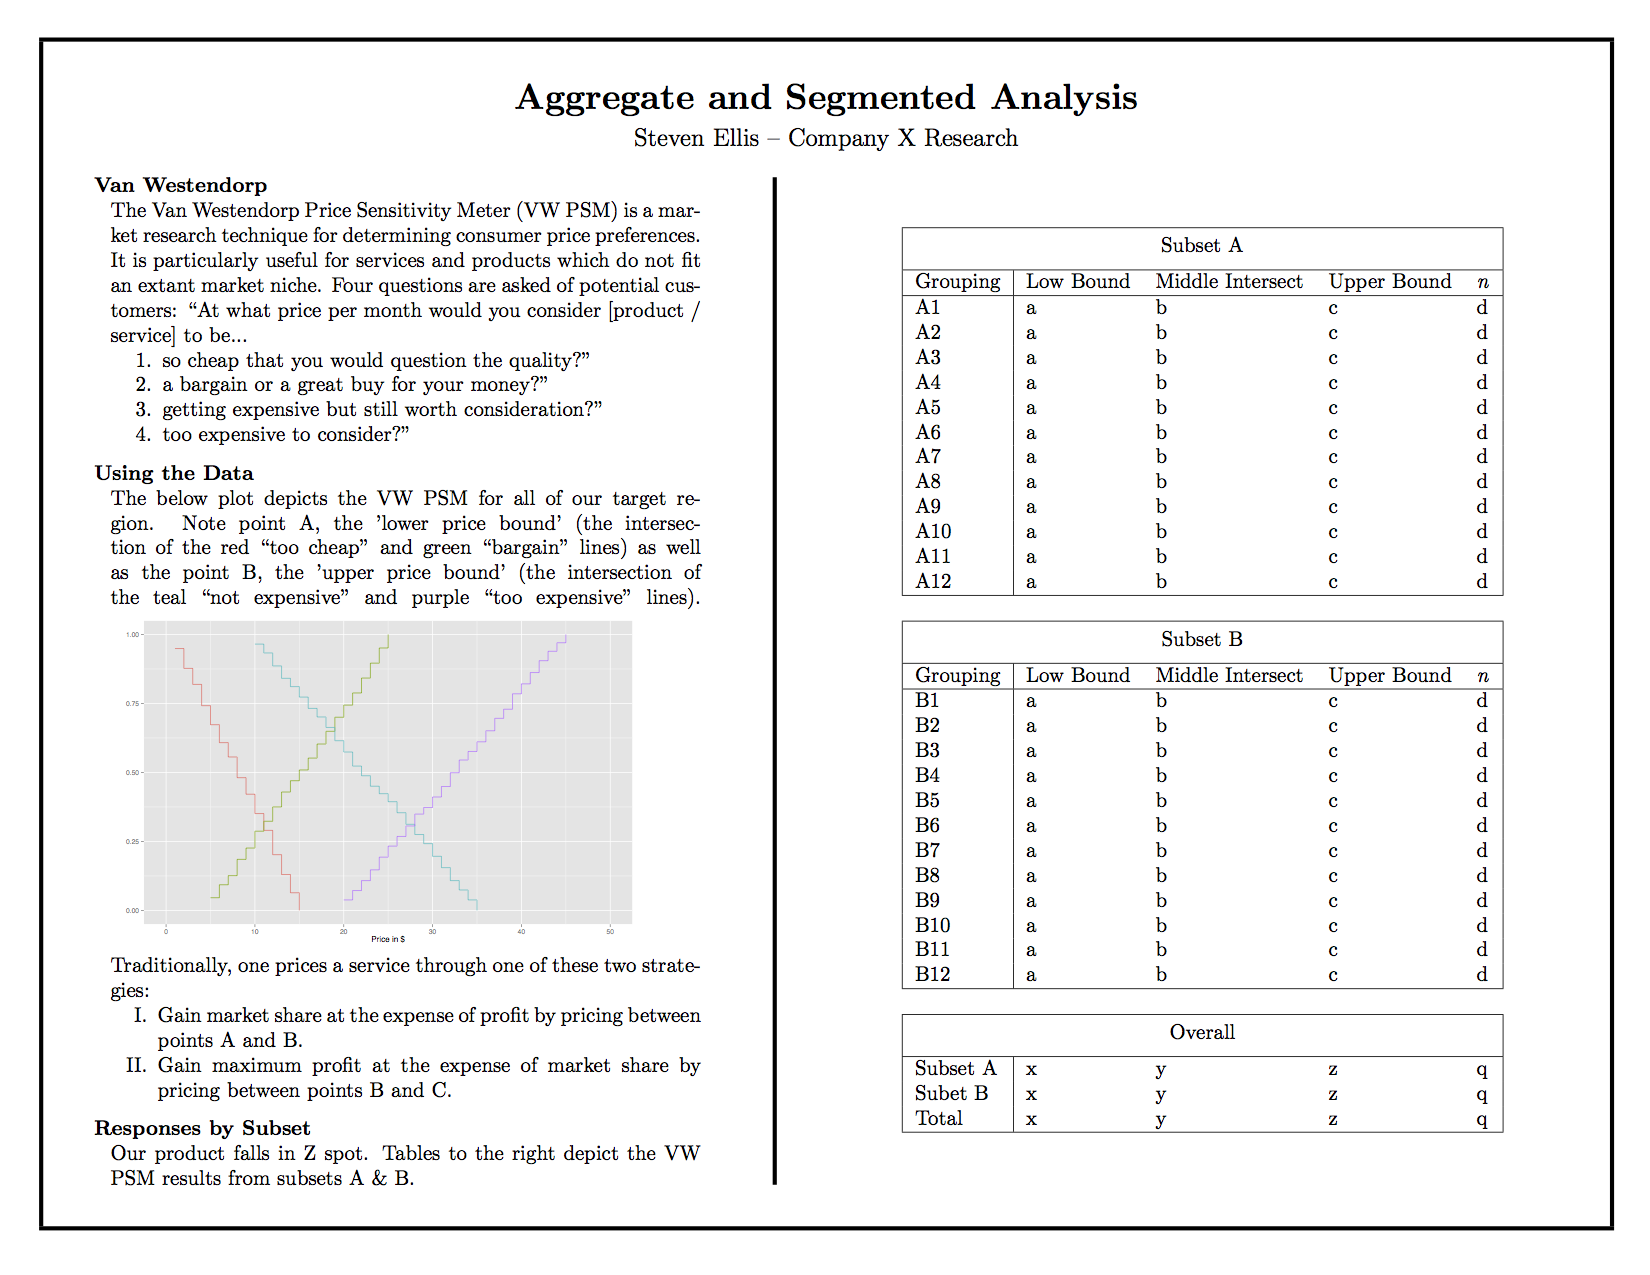 Aggregate and Segmented Analysis
Steven Ellis – Company X Research
Van Westendorp
The Van Westendorp Price Sensitivity Meter (VW PSM) is a mar-
ket research technique for determining consumer price preferences.
It is particularly useful for services and products which do not fit
an extant market niche. Four questions are asked of potential cus-
tomers: “At what price per month would you consider [product /
service] to be...
1. so cheap that you would question the quality?”
2. a bargain or a great buy for your money?”
3. getting expensive but still worth consideration?”
4. too expensive to consider?”
Using the Data
The below plot depicts the VW PSM for all of our target re-
gion. Note point A, the ’lower price bound’ (the intersec-
tion of the red “too cheap” and green “bargain” lines) as well
as the point B, the ’upper price bound’ (the intersection of
the teal “not expensive” and purple “too expensive” lines).
1.00
0.75
0.50
0.25
0.00
0 10 20 30 40 50
Price in $
Traditionally, one prices a service through one of these two strate-
gies:
I. Gain market share at the expense of profit by pricing between
points A and B.
II. Gain maximum profit at the expense of market share by
pricing between points B and C.
Responses by Subset
Our product falls in Z spot. Tables to the right depict the VW
PSM results from subsets A & B.
Subset A
Grouping Low Bound Middle Intersect Upper Bound n
A1 a b c d
A2 a b c d
A3 a b c d
A4 a b c d
A5 a b c d
A6 a b c d
A7 a b c d
A8 a b c d
A9 a b c d
A10 a b c d
A11 a b c d
A12 a b c d
Subset B
Grouping Low Bound Middle Intersect Upper Bound n
B1 a b c d
B2 a b c d
B3 a b c d
B4 a b c d
B5 a b c d
B6 a b c d
B7 a b c d
B8 a b c d
B9 a b c d
B10 a b c d
B11 a b c d
B12 a b c d
Overall
Subset A x y z q
Subet B x y z q
Total x y z q